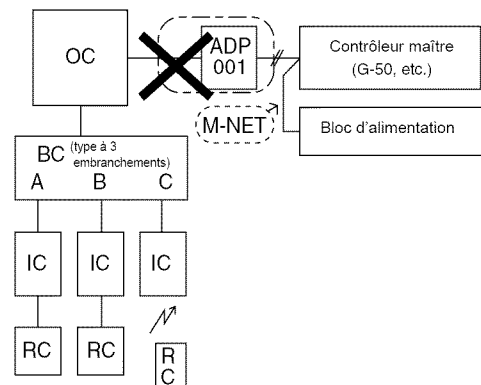 OC
ADP
001
Contrôleur maître
(G-50, etc.)
M-NET
Bloc d'alimentation
BC (type à 3
embranchements)
A B C
IC IC IC
RC RC R
C